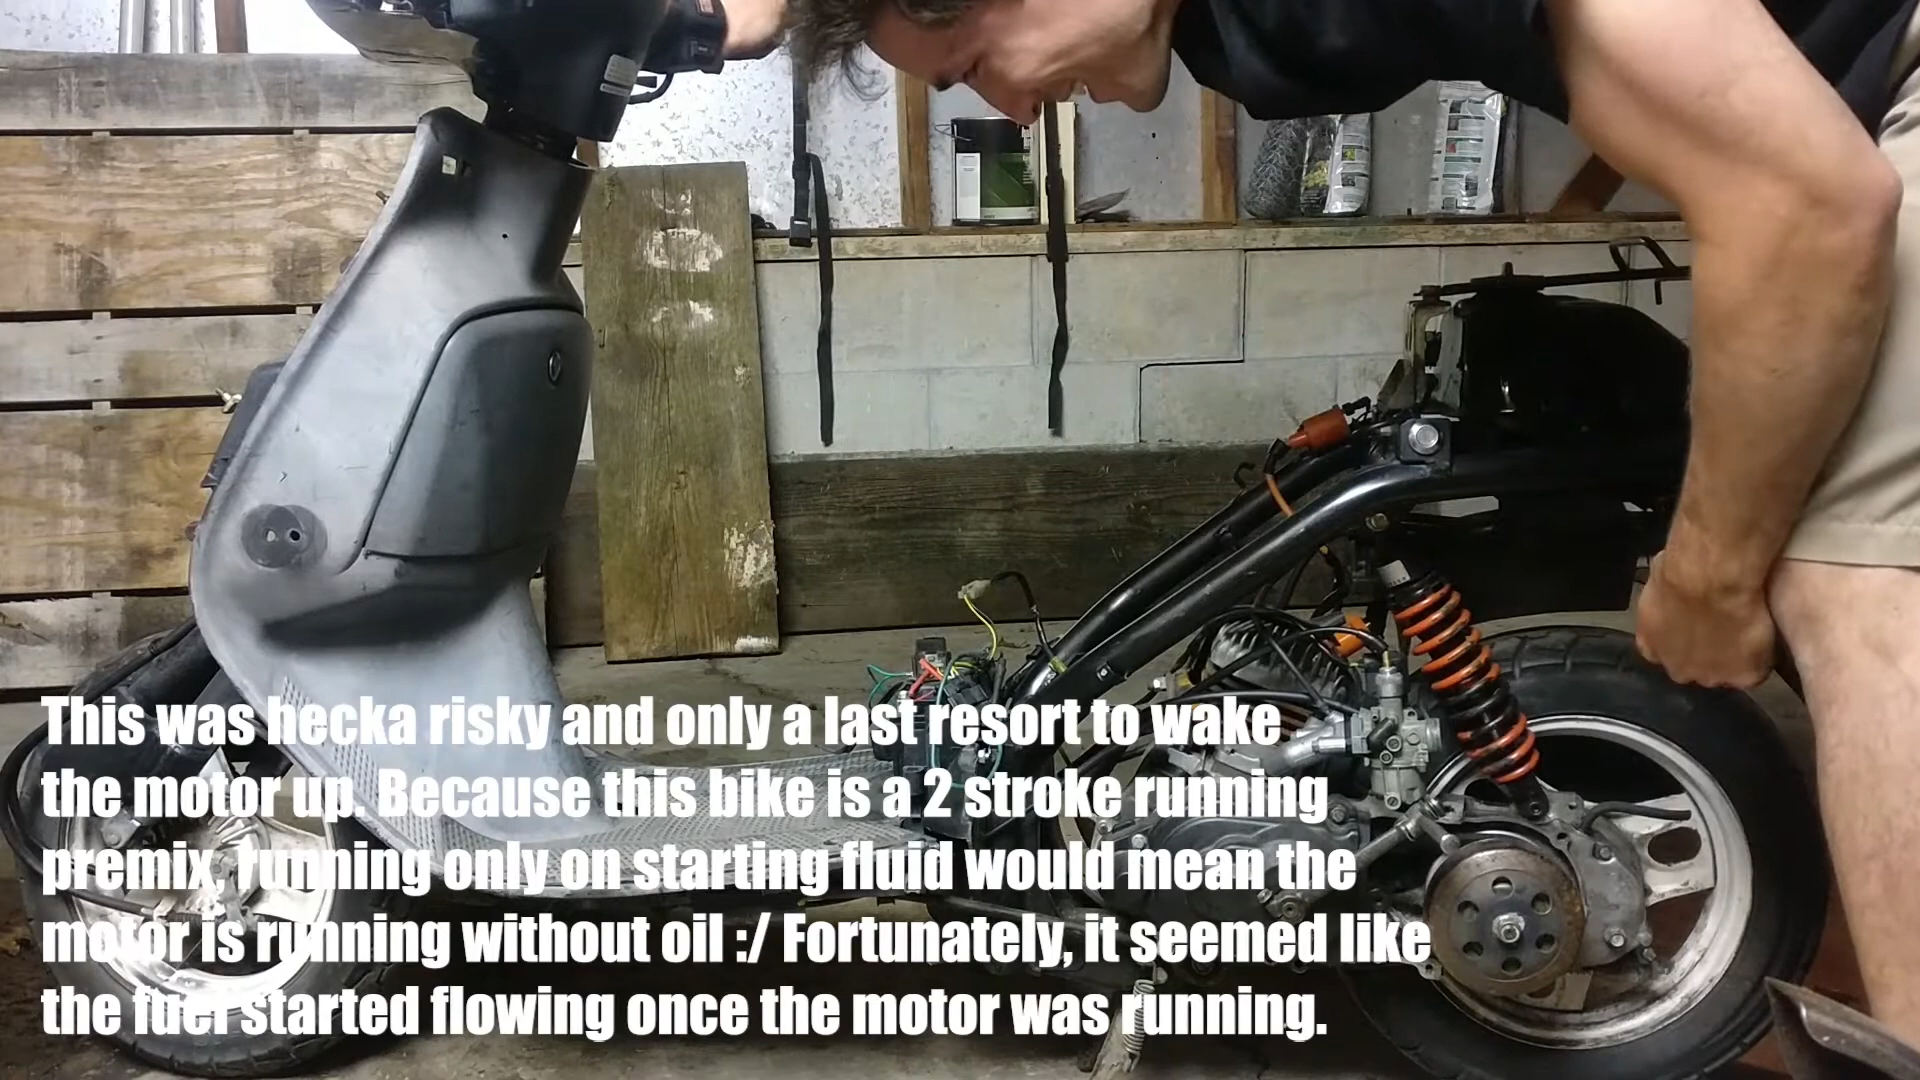 This was hecka risky and only a last resort to wake
the motor up. Because this bike is a 2 stroke running
premix, running only on starting fluid would mean the
motor is running without oil :/ Fortunately, it seemed like
the fuel started flowing once the motor was running.